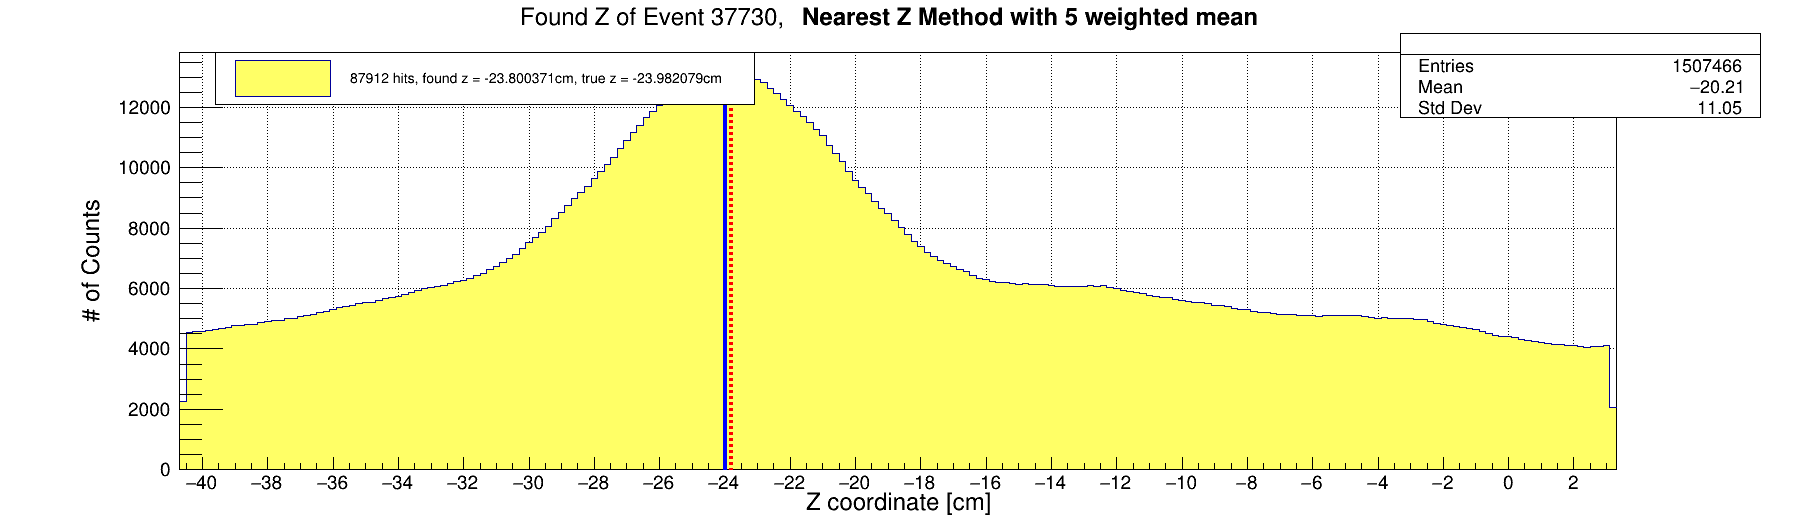 Found Z of Event 37730, Nearest Z Method with 5 weighted mean
87912 hits, found z = -23.800371cm, true z = -23.982079cm
Entries 1507466
Mean −20.21
Std Dev 11.05
# of Counts
12000
10000
8000
6000
4000
2000
0
−40 −38 −36 −34 −32 −30 −28 −26 −24 −22 −20 −18 −16 −14 −12 −10 −8 −6 −4 −2 0 2
Z coordinate [cm]